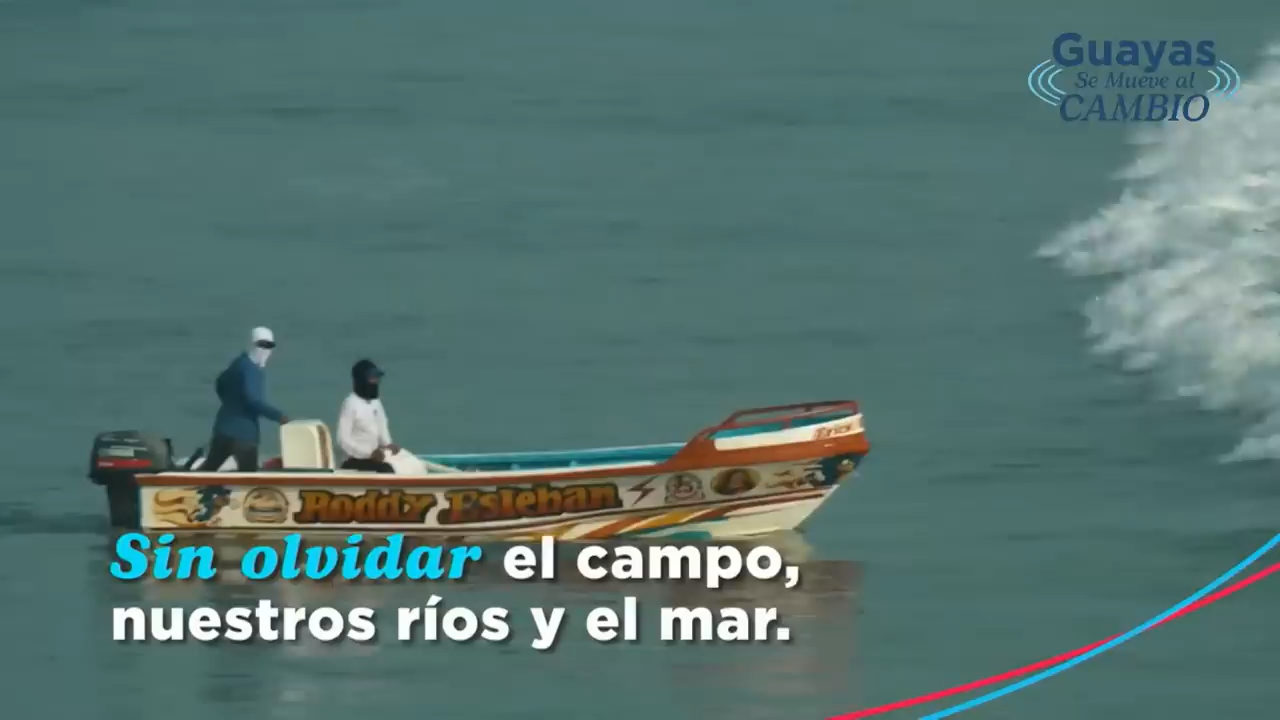 Guayas
Se Mueve al
CAMBIO
Roddy Esteban
Sin olvidar el campo,
nuestros ríos y el mar.